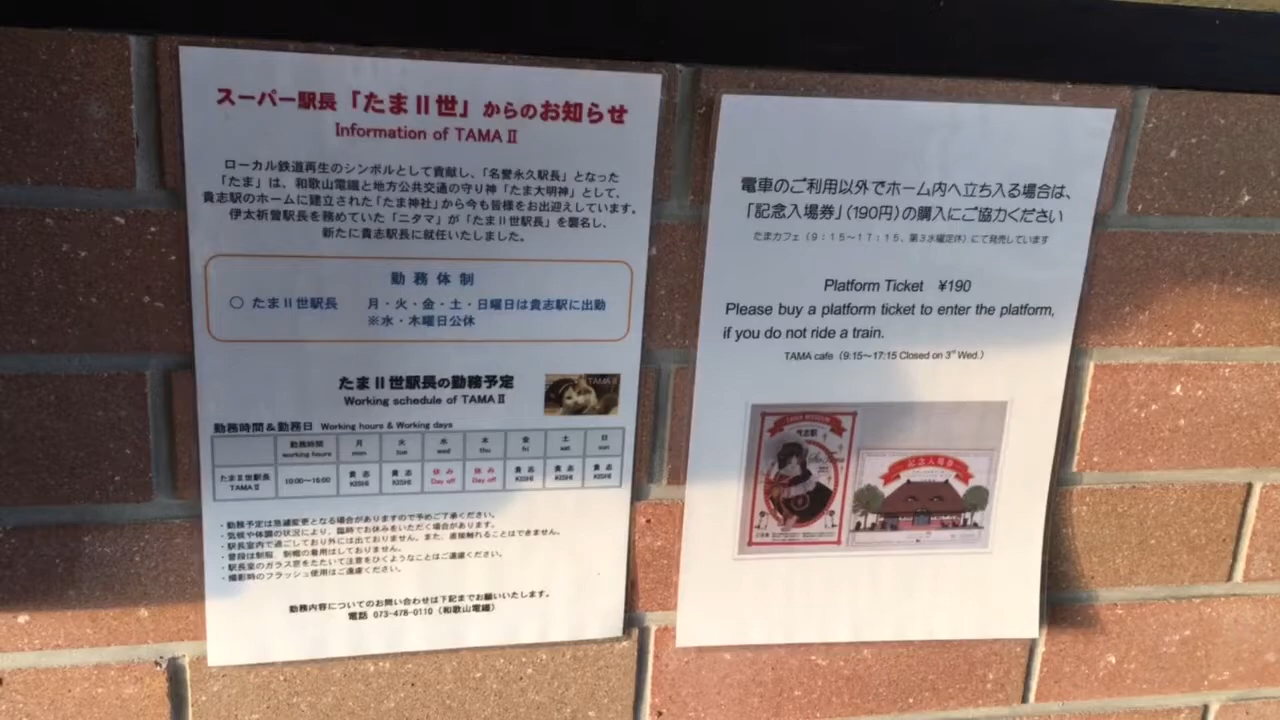 スーパー駅長「たまⅡ世」からのお知らせ
Information of TAMAⅡ
ローカル鉄道再生のシンボルとして貢献し、「名誉永久駅長」となった
「たま」は、和歌山電鐵と地方公共交通の守り神「たま大明神」として、
貴志駅のホームに建立された「たま神社」から今も皆様をお出迎えしています。
伊太祈曽駅長を務めていた「ニタマ」が「たまⅡ世駅長」を襲名し、
新たに貴志駅長に就任いたしました。
勤務体制
○ たまⅡ世駅長 月・火・金・土・日曜日は貴志駅に出勤
※水・木曜日公休
たまⅡ世駅長の勤務予定
Working schedule of TAMAⅡ
TAMAⅡ
勤務時間&勤務日 Working hours & Working days
勤務時間 月 火 水 木 金 土 日
working hours mon tue wed thu fri sat sun
たまⅡ世駅長 10:00～16:00 貴志 貴志 休み 休み 貴志 貴志 貴志
TAMAⅡ KISHI KISHI Day off Day off KISHI KISHI KISHI
・勤務予定は急遽変更となる場合がありますので予めご了承ください。
・気候や体調の状況により、臨時でお休みをいただく場合があります。
・駅長室内で過ごしており外には出ておりません。また、直接触れることはできません。
・普段は制服、制帽の着用はしておりません。
・駅長室のガラス窓をたたいて注意をひくようなことはご遠慮ください。
・撮影時のフラッシュ使用はご遠慮ください。
勤務内容についてのお問い合わせは下記までお願いいたします。
電話 073-478-0110（和歌山電鐵）
電車のご利用以外でホーム内へ立ち入る場合は、
「記念入場券」（190円）の購入にご協力ください
たまカフェ（9：15～17：15、第3水曜定休）にて発売しています
Platform Ticket ¥190
Please buy a platform ticket to enter the platform,
if you do not ride a train.
TAMA cafe（9:15～17:15 Closed on 3rd Wed.）
TAMA MUSEUM
貴志駅
記念入場券